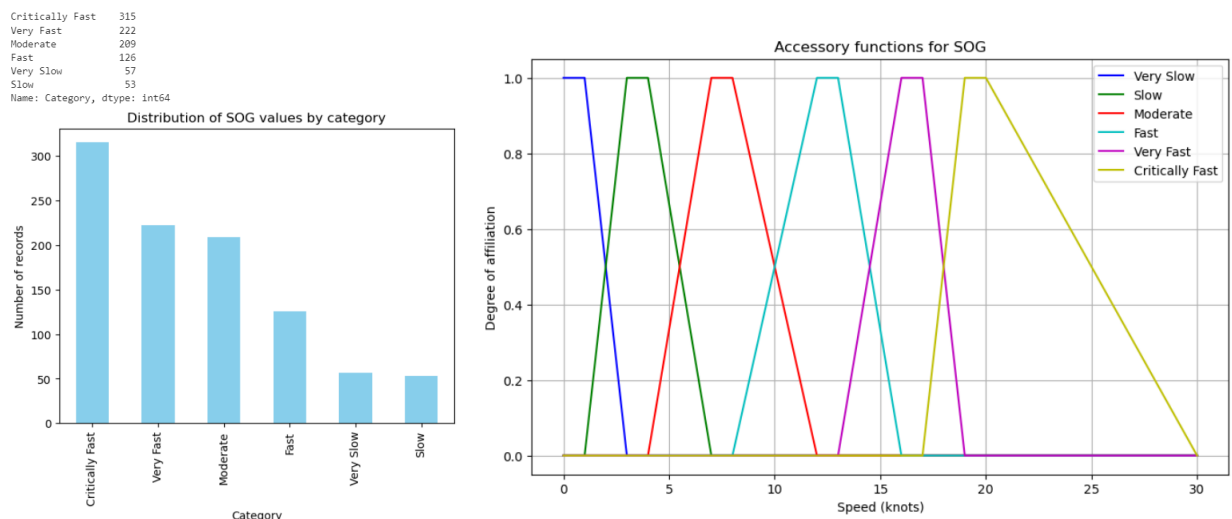 Critically Fast 315
Very Fast 222
Moderate 209
Fast 126
Very Slow 57
Slow 53
Name: Category, dtype: int64
Distribution of SOG values by category
Number of records
300
250
200
150
100
50
0
Critically Fast
Very Fast
Moderate
Fast
Very Slow
Slow
Category
Accessory functions for SOG
Degree of affiliation
1.0
0.8
0.6
0.4
0.2
0.0
0 5 10 15 20 25 30
Speed (knots)
Very Slow
Slow
Moderate
Fast
Very Fast
Critically Fast